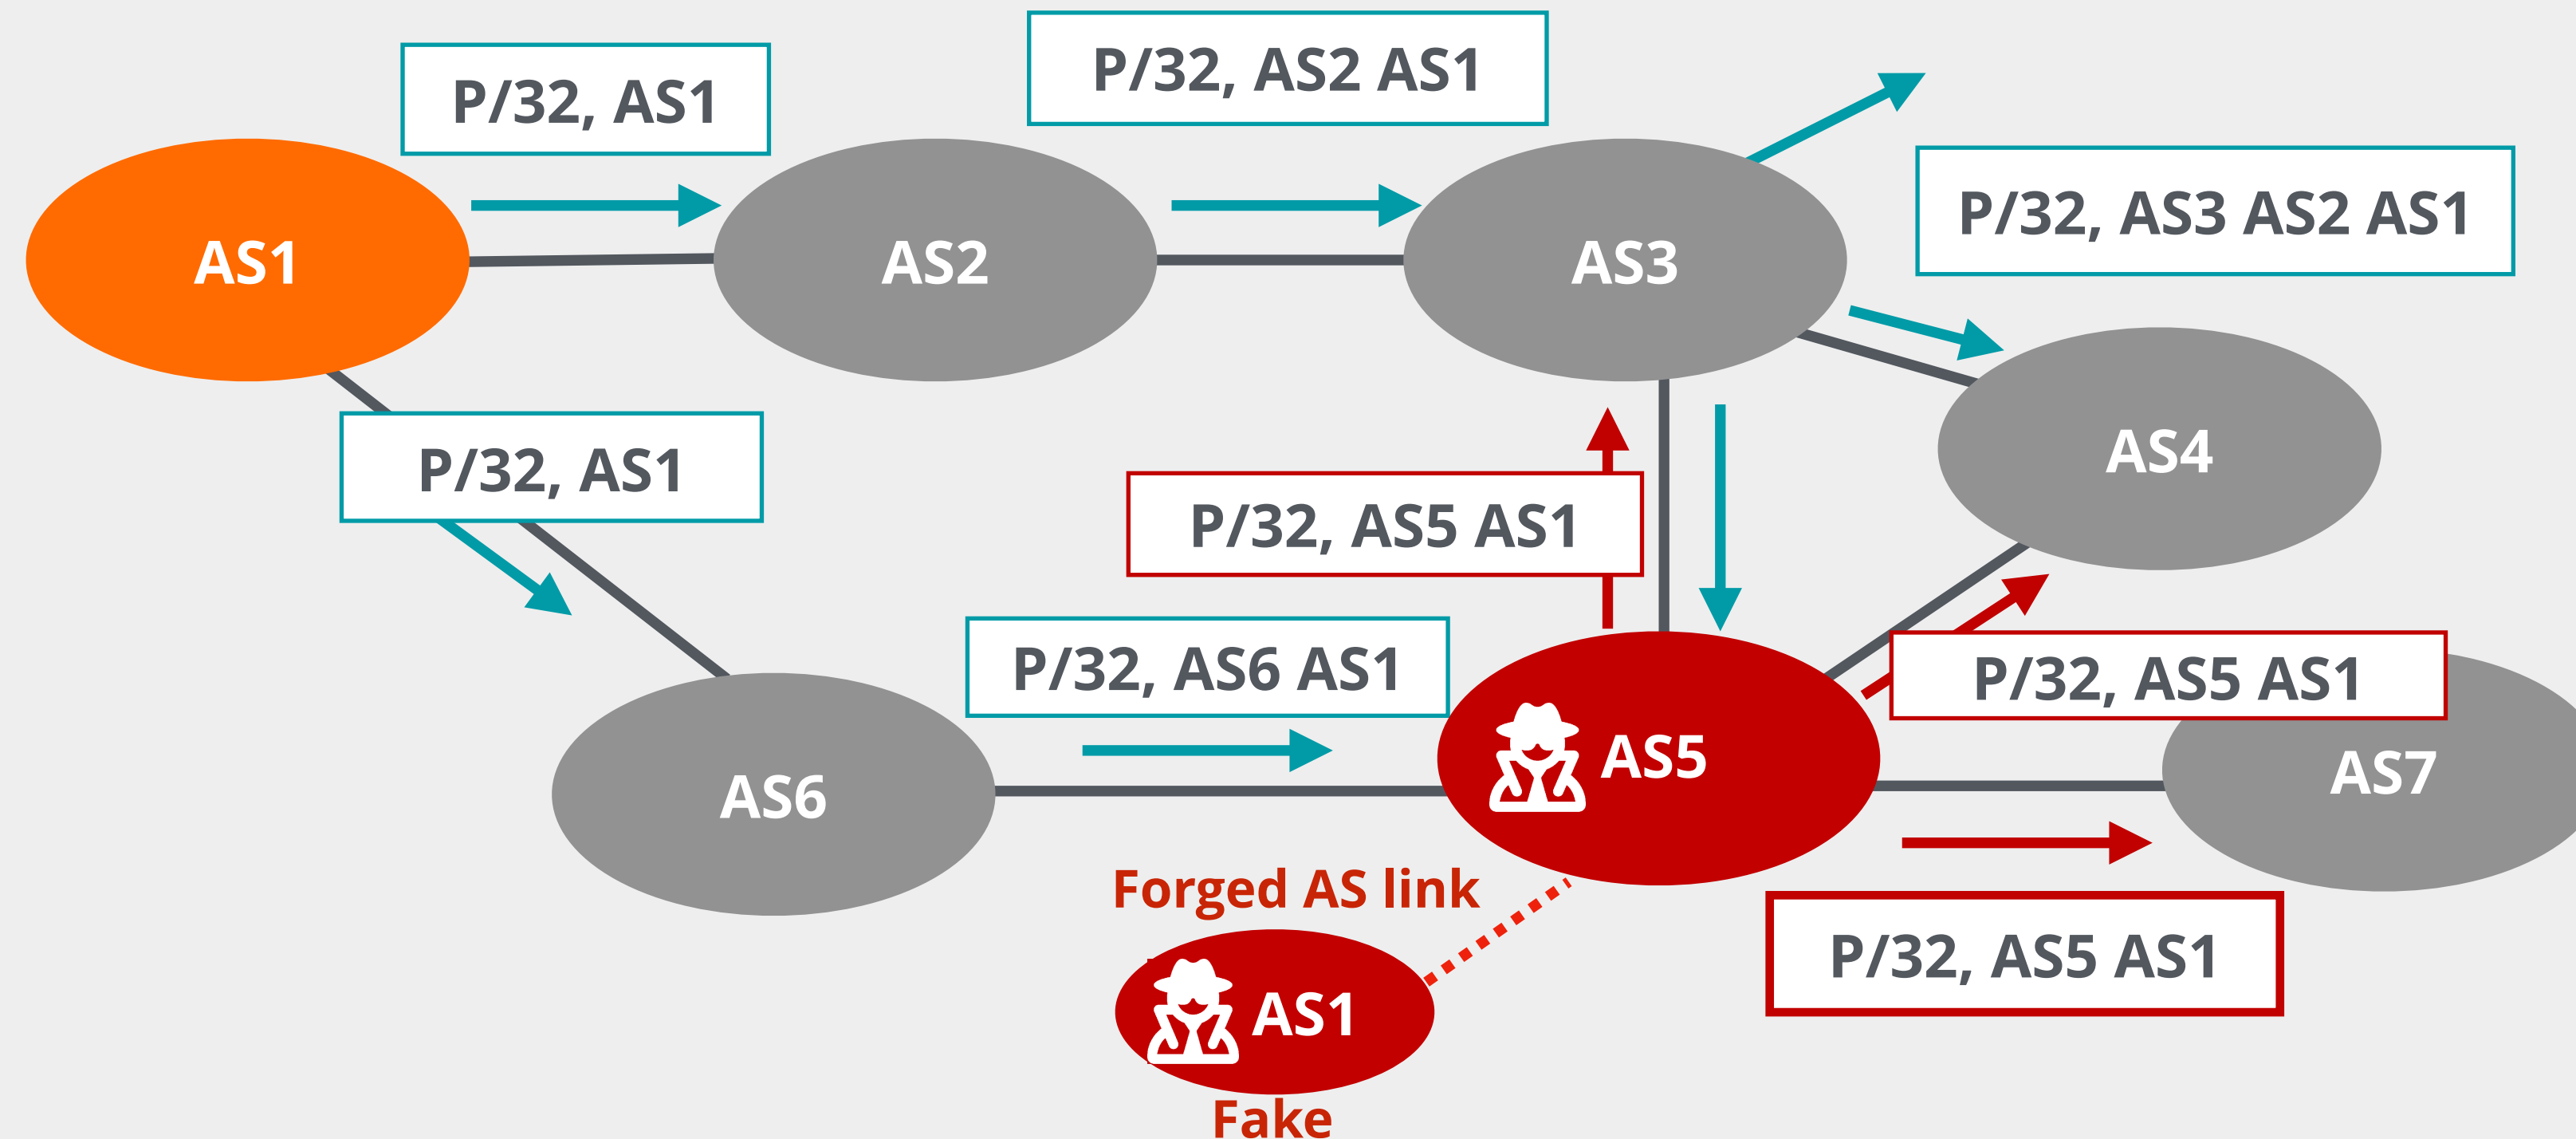 P/32, AS2 AS1
P/32, AS1
P/32, AS3 AS2 AS1
AS1
AS2
AS3
AS4
P/32, AS1
P/32, AS5 AS1
P/32, AS6 AS1
P/32, AS5 AS1
AS5
AS7
AS6
Forged AS link
P/32, AS5 AS1
AS1
Fake